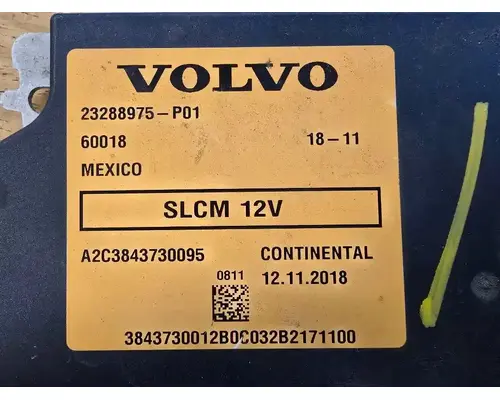 VOLVO
23288975-P01
60018 18-11
MEXICO
SLCM 12V
A2C3843730095 CONTINENTAL
0811 12.11.2018
3843730012B0C032B2171100